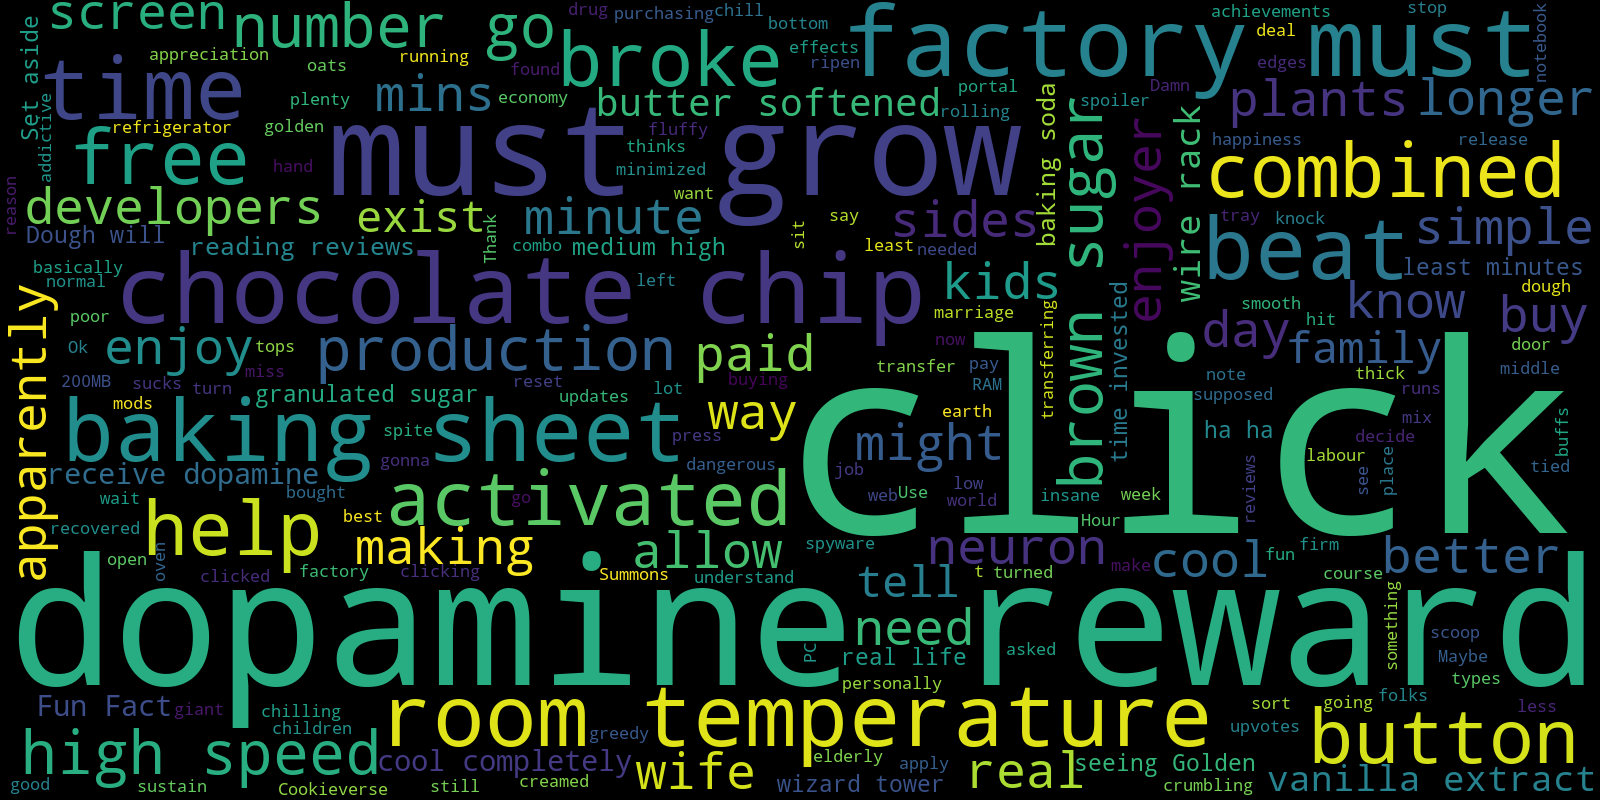 screen
number go
drug
purchasing
chill
bottom
factory must
achievements
stop
deal
notebook
Set aside
appreciation
oats
running
found
broke
effects
ripen
edges
time
plenty
mins
economy
butter softened
portal
rolling
baking soda
spoiler
Damn
plants
longer
addictive
refrigerator
golden
must grow
fluffy
thinks
minimized
brown sugar
enjoyer
wire rack
happiness
release
free
hand
want
combined
reason
developers
exist
minute
sides
say
sit
tray
knock
simple
Dough will
reading reviews
Thank
combo
medium high
least
needed
beat
least minutes
basically
normal
chocolate chip
left
kids
time invested
dough
apparently
poor
marriage
transferring
smooth
hit
know
buy
Ok
enjoy
tops
production
paid
now
day
family
door
miss
transfer
pay
click
note
thick
middle
200MB
sucks
turn
granulated sugar
reset
updates
lot
buying
RAM
supposed
runs
mods
baking sheet
spite
press
way
earth
ha ha
mix
decide
buffs
receive dopamine
gonna
dangerous
might
labour
tied
wait
bought
activated
go
job
low
web
Use
world
insane
week
reviews
see
place
recovered
help
best
Hour
open
oven
making
allow
spyware
neuron
make
cool
fun
firm
better
clicked
factory
clicking
Summons
understand
tell
t
turned
course
dopamine reward
need
something
scoop
PC
real life
asked
Maybe
personally
types
Fun Fact
giant
chilling
children
room temperature
sort
going
folks
less
greedy
upvotes
button
high speed
cool completely
wife
elderly
apply
real
seeing Golden
good
sustain
Cookieverse
still
creamed
wizard tower
crumbling
vanilla extract